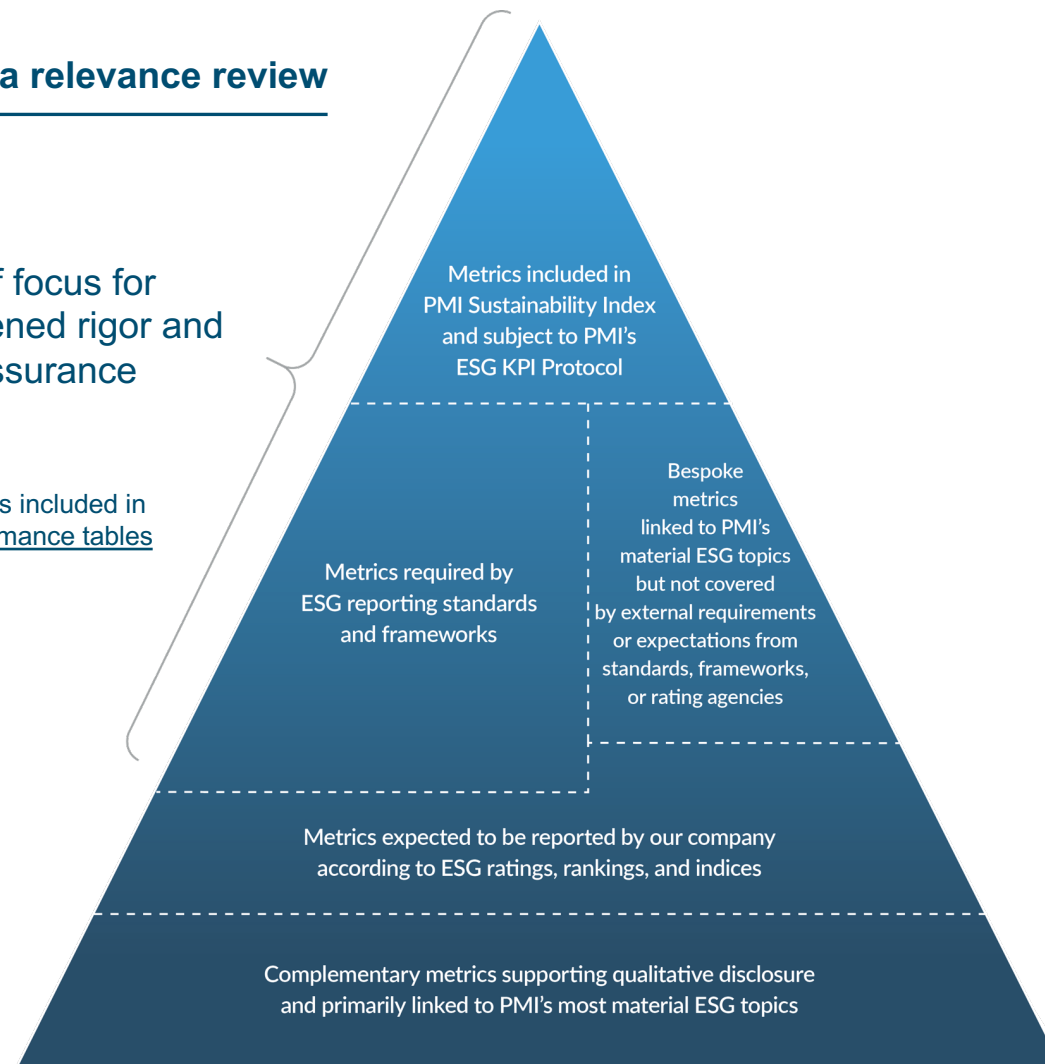 a relevance review
focus for
ened rigor and
ssurance
s included in
mance tables
Metrics included in
PMI Sustainability Index
and subject to PMI's
ESG KPI Protocol
Metrics required by
ESG reporting standards
and frameworks
Bespoke
metrics
linked to PMI's
material ESG topics
but not covered
by external requirements
or expectations from
standards, frameworks,
or rating agencies
Metrics expected to be reported by our company
according to ESG ratings, rankings, and indices
Complementary metrics supporting qualitative disclosure
and primarily linked to PMI's most material ESG topics